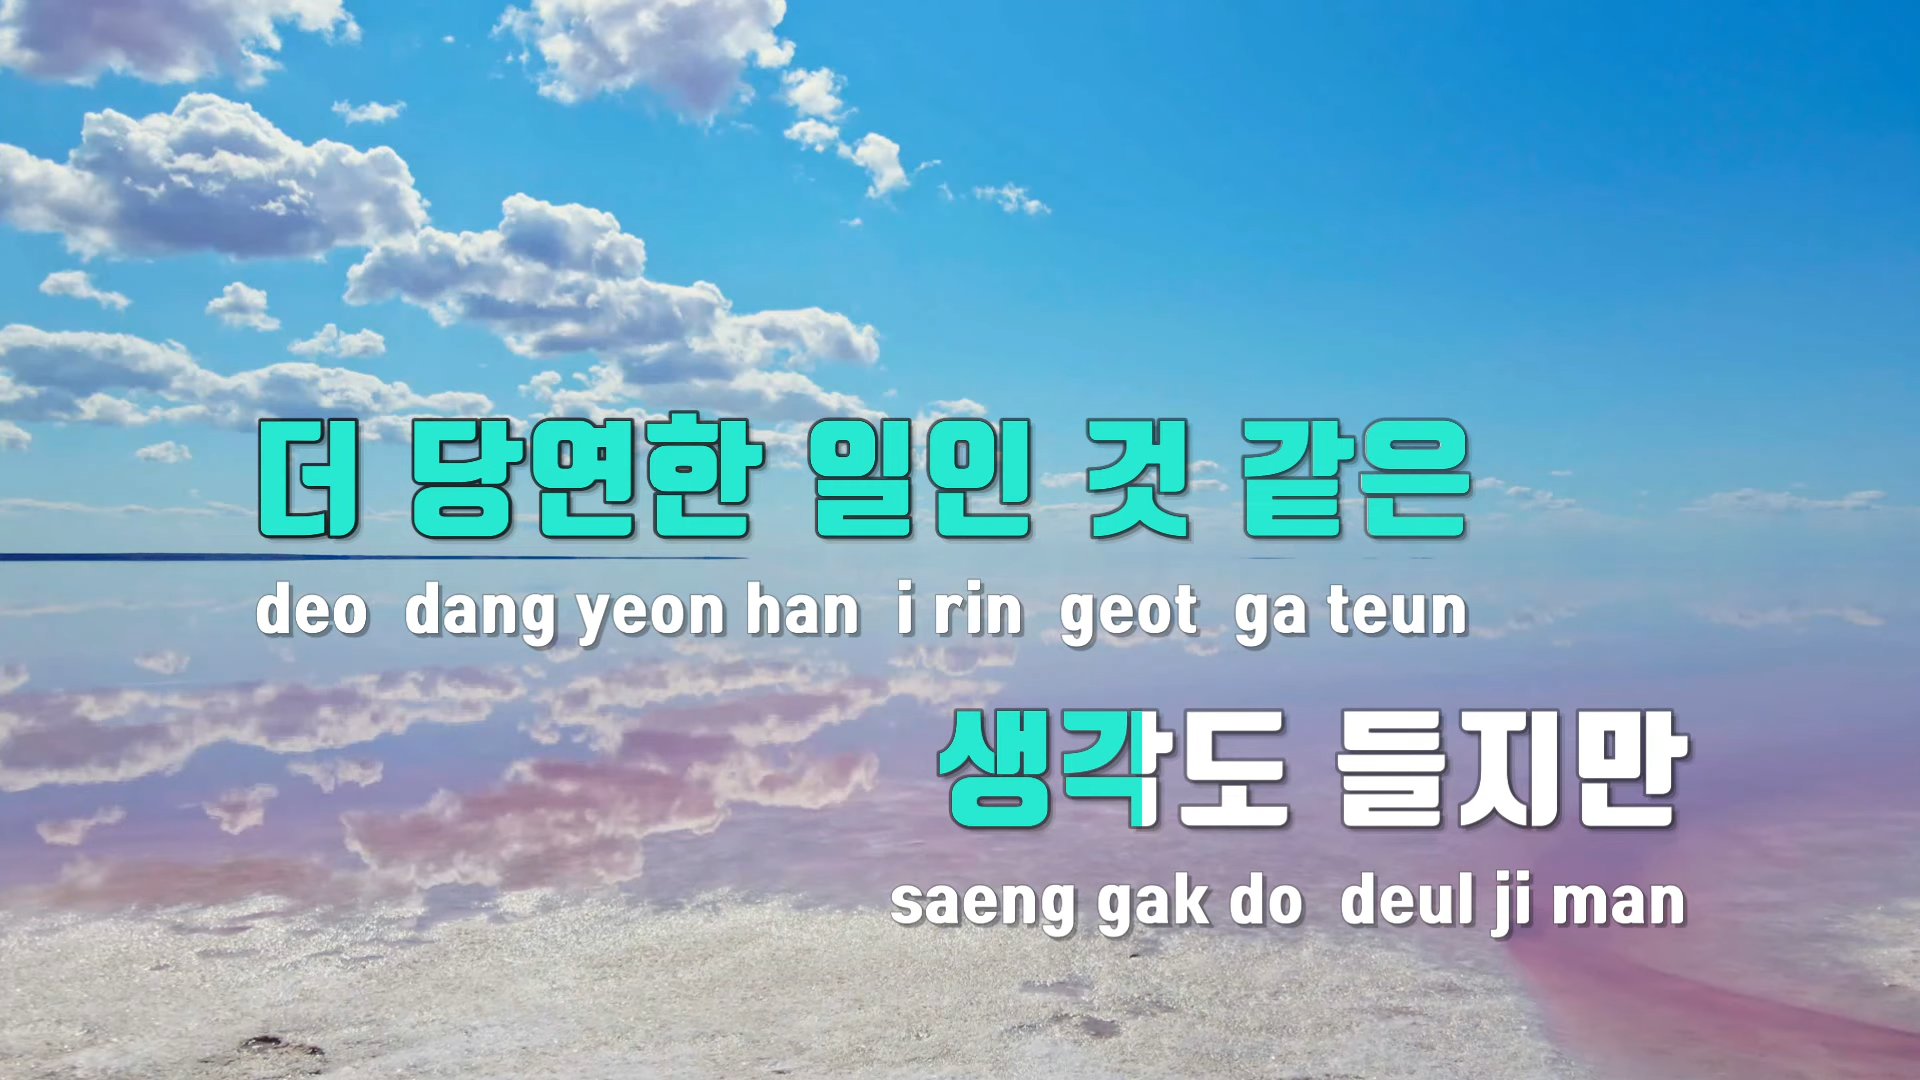 더 당연한 일인 것 같은
deo dang yeon han i rin geot ga teun
생각도 들지만
saeng gak do deul ji man